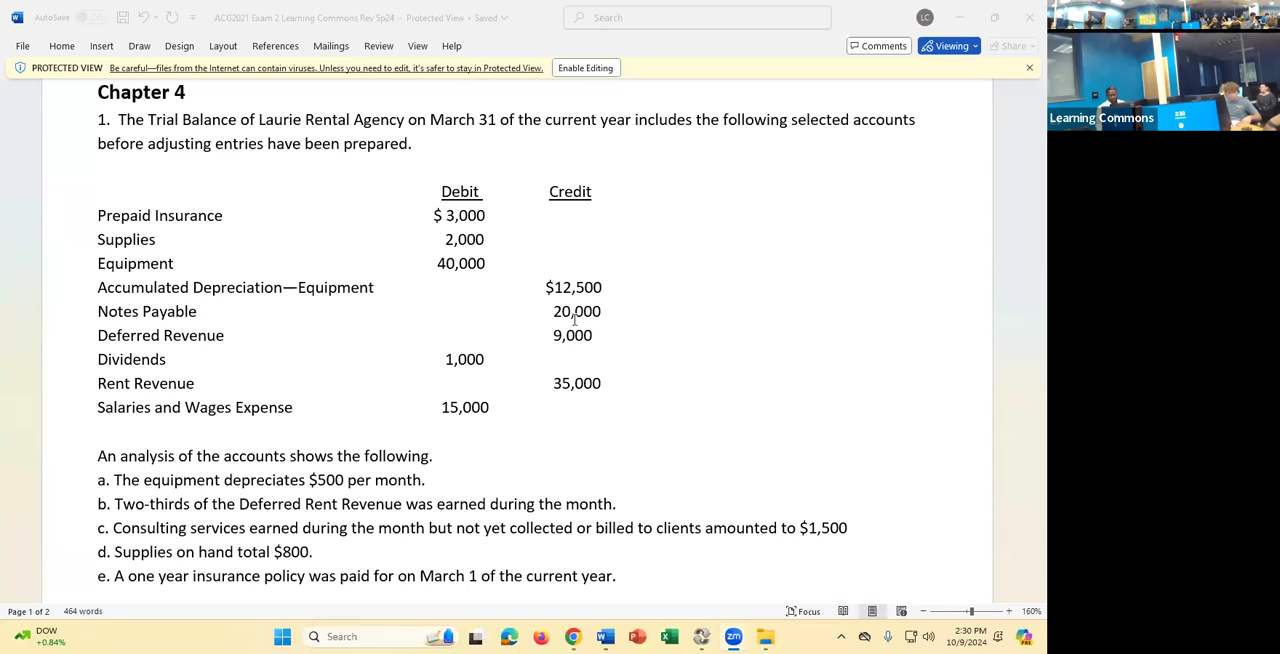 AutoSave Off ACG2021 Exam 2 Learning Commons Rev Sp24 - Protected View • Saved Search LC
File Home Insert Draw Design Layout References Mailings Review View Help Comments Viewing Share
PROTECTED VIEW Be careful—files from the Internet can contain viruses. Unless you need to edit, it's safer to stay in Protected View. Enable Editing
Chapter 4
1. The Trial Balance of Laurie Rental Agency on March 31 of the current year includes the following selected accounts
before adjusting entries have been prepared.
Debit Credit
Prepaid Insurance $ 3,000
Supplies 2,000
Equipment 40,000
Accumulated Depreciation—Equipment $12,500
Notes Payable 20,000
Deferred Revenue 9,000
Dividends 1,000
Rent Revenue 35,000
Salaries and Wages Expense 15,000
An analysis of the accounts shows the following.
a. The equipment depreciates $500 per month.
b. Two-thirds of the Deferred Rent Revenue was earned during the month.
c. Consulting services earned during the month but not yet collected or billed to clients amounted to $1,500
d. Supplies on hand total $800.
e. A one year insurance policy was paid for on March 1 of the current year.
Page 1 of 2 464 words Focus 160%
DOW
+0.84%
Search
2:30 PM
10/9/2024
Learning Commons
2:30